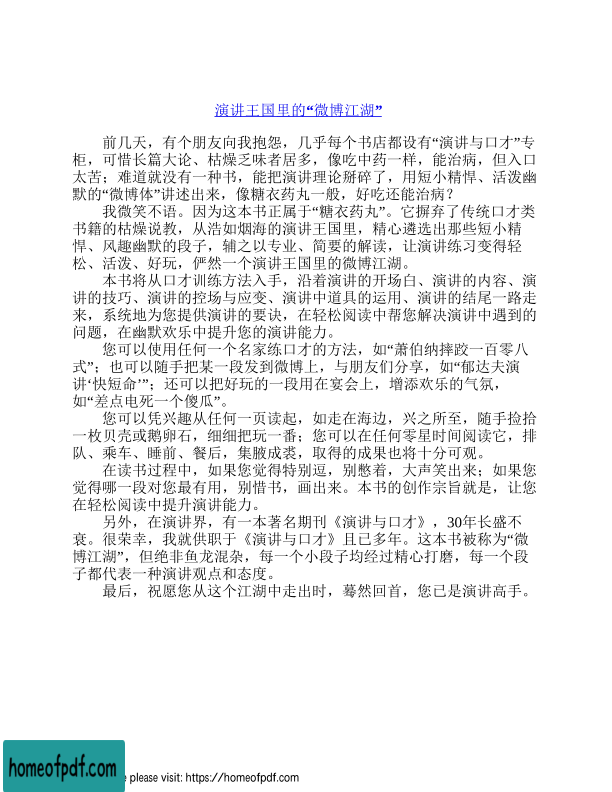 演讲王国里的“微博江湖”
前几天，有个朋友向我抱怨，几乎每个书店都设有“演讲与口才”专
柜，可惜长篇大论、枯燥乏味者居多，像吃中药一样，能治病，但入口
太苦；难道就没有一种书，能把演讲理论掰碎了，用短小精悍、活泼幽
默的“微博体”讲述出来，像糖衣药丸一般，好吃还能治病？
我微笑不语。因为这本书正属于“糖衣药丸”。它摒弃了传统口才类
书籍的枯燥说教，从浩如烟海的演讲王国里，精心遴选出那些短小精
悍、风趣幽默的段子，辅之以专业、简要的解读，让演讲练习变得轻
松、活泼、好玩，俨然一个演讲王国里的微博江湖。
本书将从口才训练方法入手，沿着演讲的开场白、演讲的内容、演
讲的技巧、演讲的控场与应变、演讲中道具的运用、演讲的结尾一路走
来，系统地为您提供演讲的要诀，在轻松阅读中帮您解决演讲中遇到的
问题，在幽默欢乐中提升您的演讲能力。
您可以使用任何一个名家练口才的方法，如“萧伯纳摔跤一百零八
式”；也可以随手把某一段发到微博上，与朋友们分享，如“郁达夫演
讲‘快短命’”；还可以把好玩的一段用在宴会上，增添欢乐的气氛，
如“差点电死一个傻瓜”。
您可以凭兴趣从任何一页读起，如走在海边，兴之所至，随手捡拾
一枚贝壳或鹅卵石，细细把玩一番；您可以在任何零星时间阅读它，排
队、乘车、睡前、餐后，集腋成裘，取得的成果也将十分可观。
在读书过程中，如果您觉得特别逗，别憋着，大声笑出来；如果您
觉得哪一段对您最有用，别惜书，画出来。本书的创作宗旨就是，让您
在轻松阅读中提升演讲能力。
另外，在演讲界，有一本著名期刊《演讲与口才》，30年长盛不
衰。很荣幸，我就供职于《演讲与口才》且已多年。这本书被称为“微
博江湖”，但绝非鱼龙混杂，每一个小段子均经过精心打磨，每一个段
子都代表一种演讲观点和态度。
最后，祝愿您从这个江湖中走出时，蓦然回首，您已是演讲高手。
homeofpdf.com
please visit: https://homeofpdf.com